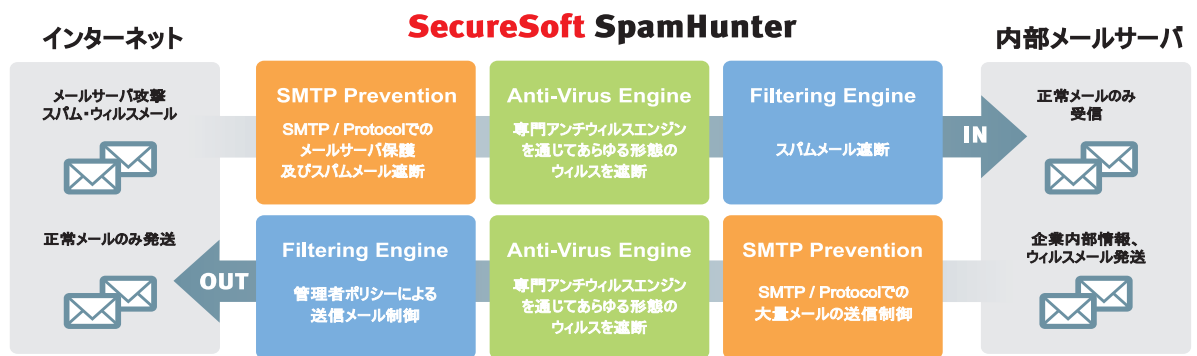 SecureSoft SpamHunter
インターネット
メールサーバ攻撃
スパム・ウィルスメール
SMTP Prevention
SMTP / Protocolでの
メールサーバ保護
及びスパムメール遮断
Anti-Virus Engine
専門アンチウィルスエンジン
を通じてあらゆる形態の
ウィルスを遮断
Filtering Engine
スパムメール遮断
IN
内部メールサーバ
正常メールのみ
受信
正常メールのみ発送
OUT
Filtering Engine
管理者ポリシーによる
送信メール制御
Anti-Virus Engine
専門アンチウィルスエンジン
を通じてあらゆる形態の
ウィルスを遮断
SMTP Prevention
SMTP / Protocolでの
大量メールの送信制御
企業内部情報、
ウィルスメール発送